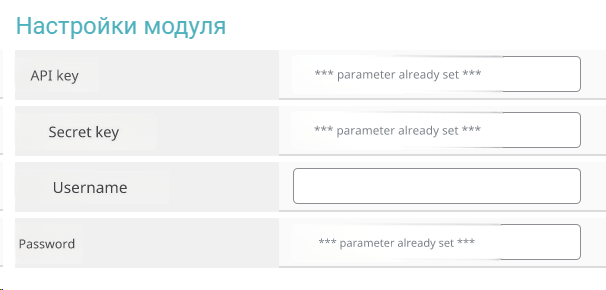 Настройки модуля
API key
*** parameter already set ***
Secret key
*** parameter already set ***
Username
Password
*** parameter already set ***